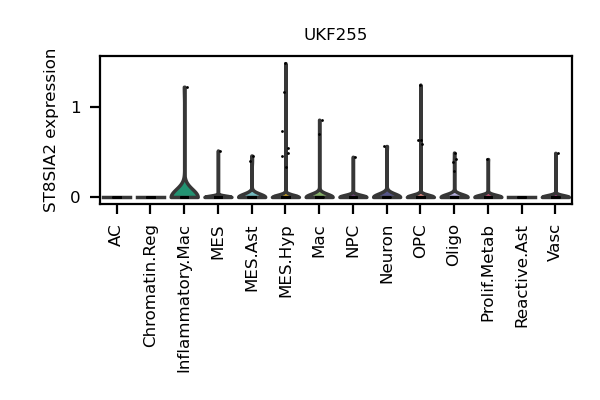 UKF255
ST8SIA2 expression
1
0
AC
Chromatin.Reg
Inflammatory.Mac
MES
MES.Ast
MES.Hyp
Mac
NPC
Neuron
OPC
Oligo
Prolif.Metab
Reactive.Ast
Vasc